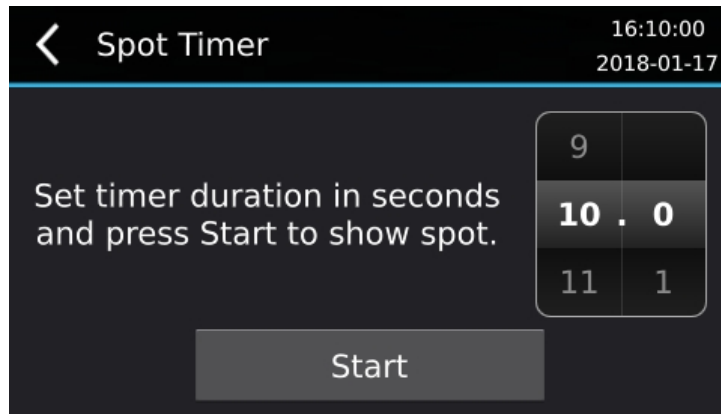 Spot Timer
16:10:00
2018-01-17
Set timer duration in seconds
and press Start to show spot.
9
10 . 0
11 1
Start